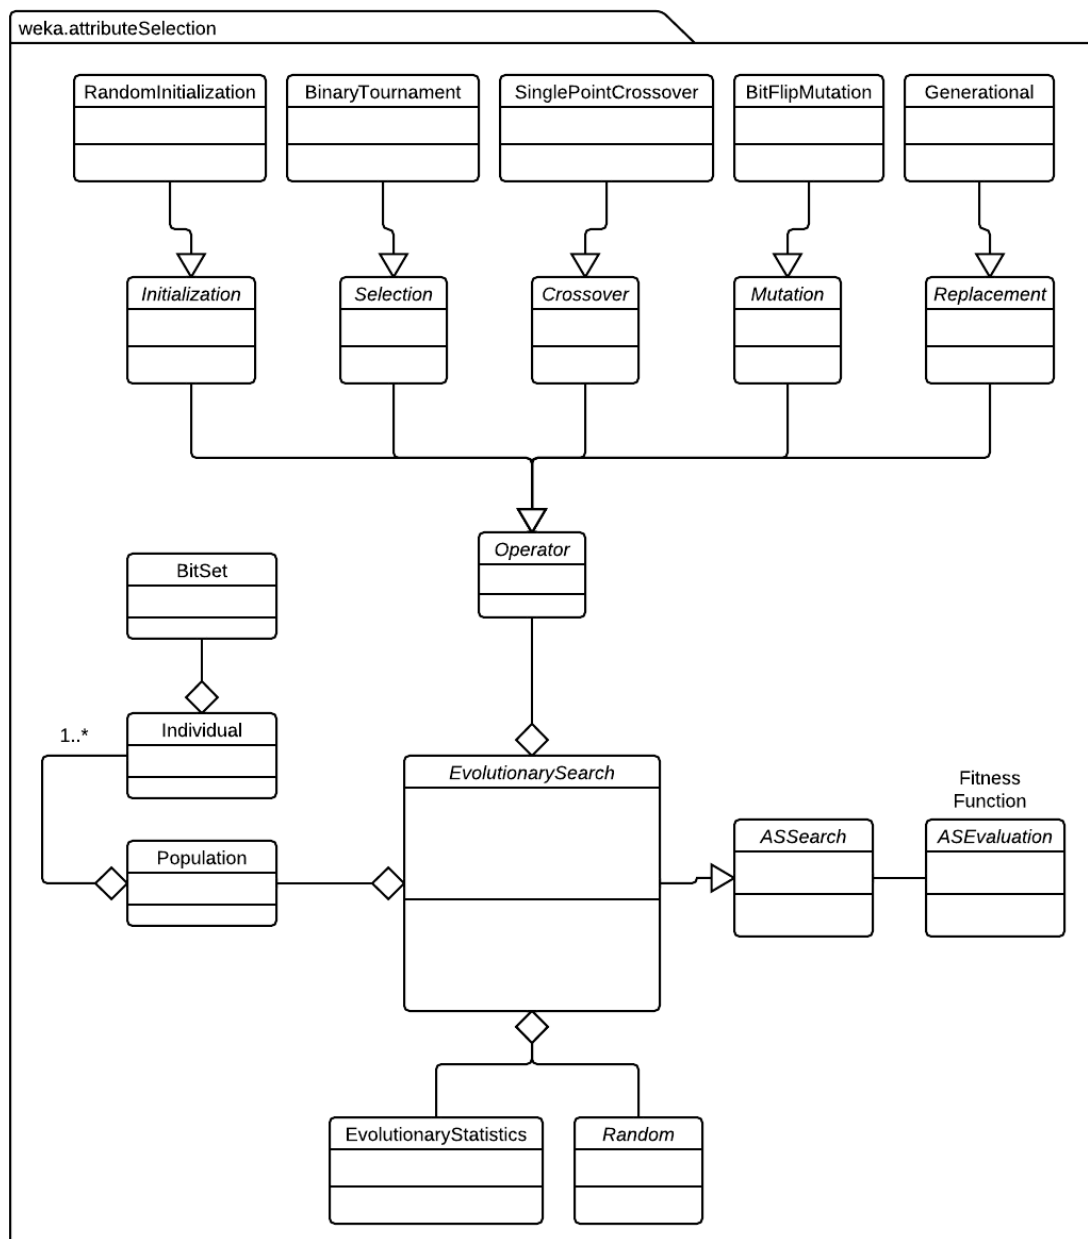 weka.attributeSelection
RandomInitialization
BinaryTournament
SinglePointCrossover
BitFlipMutation
Generational
Initialization
Selection
Crossover
Mutation
Replacement
Operator
BitSet
1..*
Individual
EvolutionarySearch
Fitness
Function
Population
ASSearch
ASEvaluation
EvolutionaryStatistics
Random